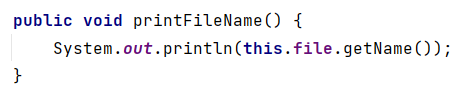 public void printFileName() {
    System.out.println(this.file.getName());
}